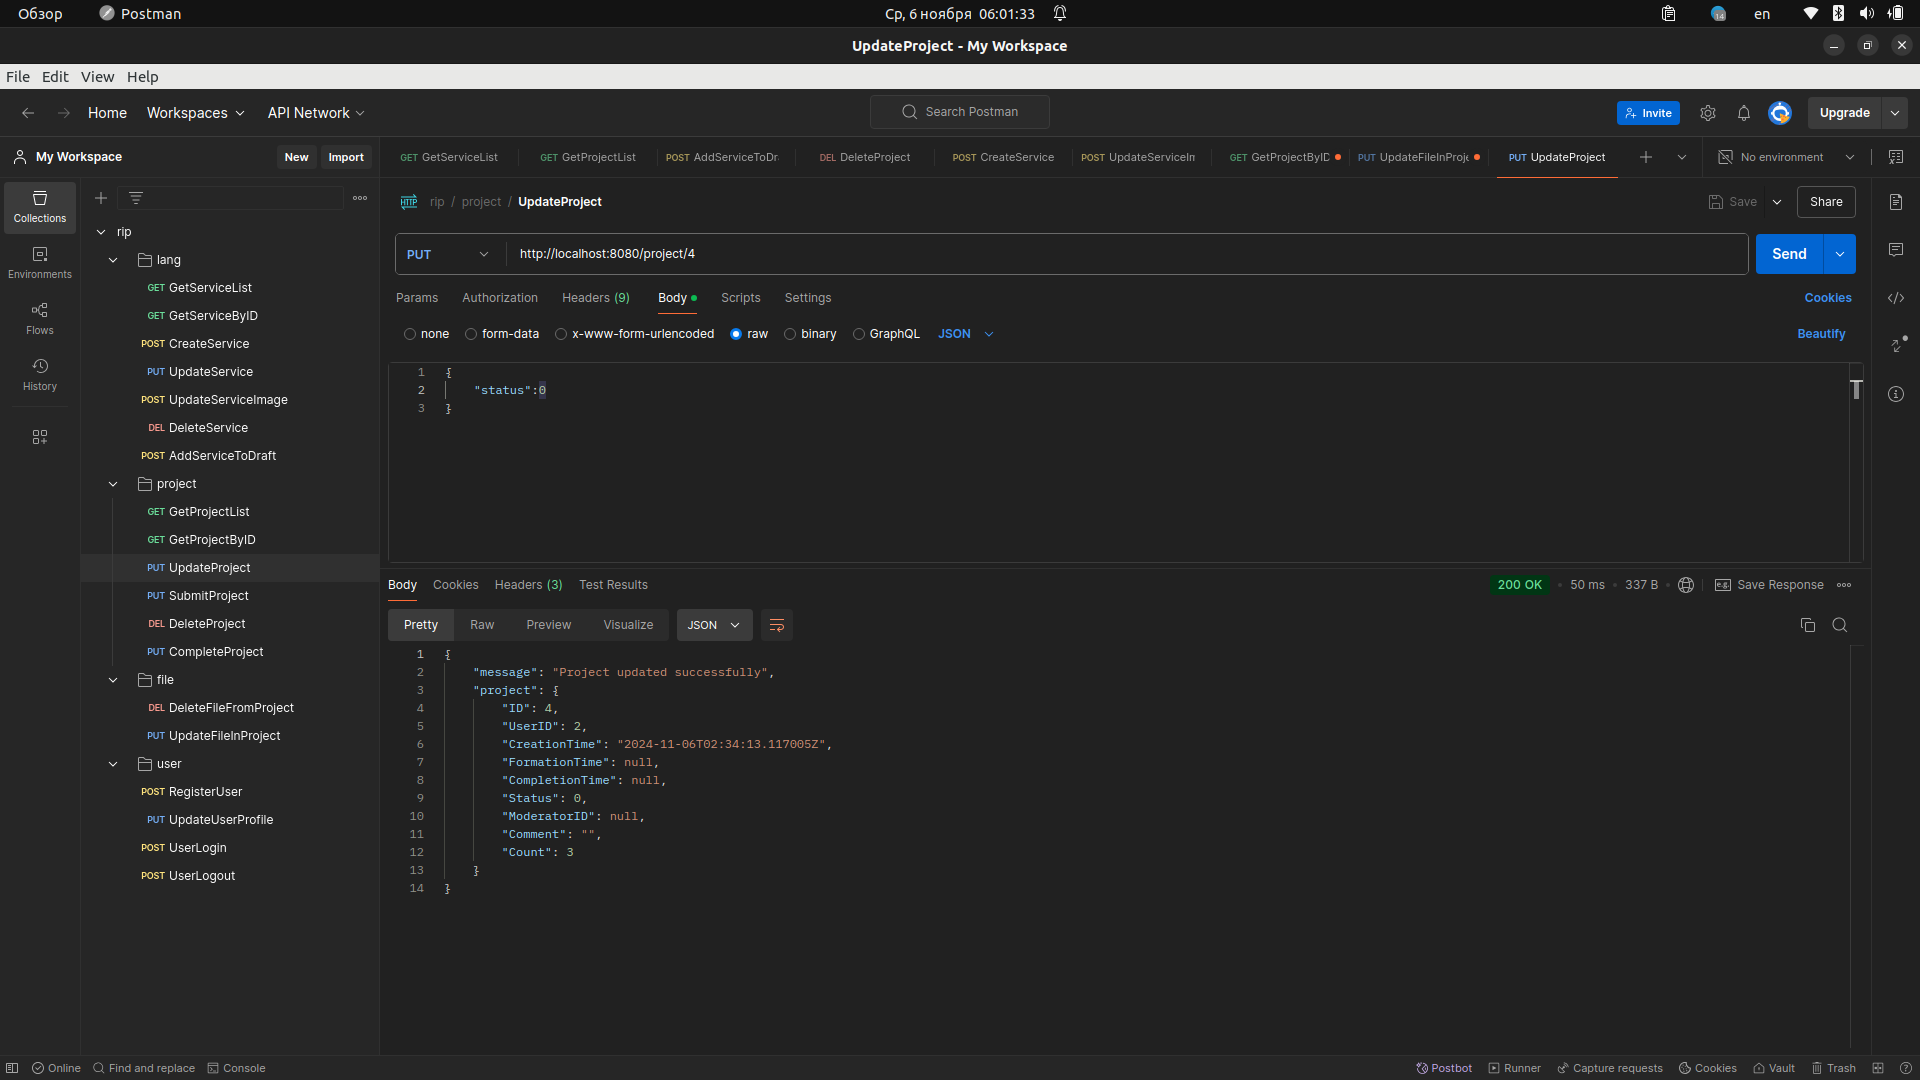 Обзор Postman Ср, 6 ноября 06:01:33 14 en
UpdateProject - My Workspace
File Edit View Help
Home Workspaces API Network Search Postman Invite Upgrade
My Workspace New Import
GET GetServiceList GET GetProjectList POST AddServiceToDr DEL DeleteProject POST CreateService POST UpdateServiceIm GET GetProjectByID PUT UpdateFileInProje PUT UpdateProject No environment
Collections
Environments
Flows
History
rip
lang
GET GetServiceList
GET GetServiceByID
POST CreateService
PUT UpdateService
POST UpdateServiceImage
DEL DeleteService
POST AddServiceToDraft
project
GET GetProjectList
GET GetProjectByID
PUT UpdateProject
PUT SubmitProject
DEL DeleteProject
PUT CompleteProject
file
DEL DeleteFileFromProject
PUT UpdateFileInProject
user
POST RegisterUser
PUT UpdateUserProfile
POST UserLogin
POST UserLogout
HTTP rip / project / UpdateProject Save Share
PUT http://localhost:8080/project/4 Send
Params Authorization Headers (9) Body Scripts Settings Cookies
none form-data x-www-form-urlencoded raw binary GraphQL JSON Beautify
1 {
2 "status":0
3 }
Body Cookies Headers (3) Test Results 200 OK 50 ms 337 B e.g. Save Response
Pretty Raw Preview Visualize JSON
1 {
2 "message": "Project updated successfully",
3 "project": {
4 "ID": 4,
5 "UserID": 2,
6 "CreationTime": "2024-11-06T02:34:13.117005Z",
7 "FormationTime": null,
8 "CompletionTime": null,
9 "Status": 0,
10 "ModeratorID": null,
11 "Comment": "",
12 "Count": 3
13 }
14 }
Online Find and replace Console Postbot Runner Capture requests Cookies Vault Trash